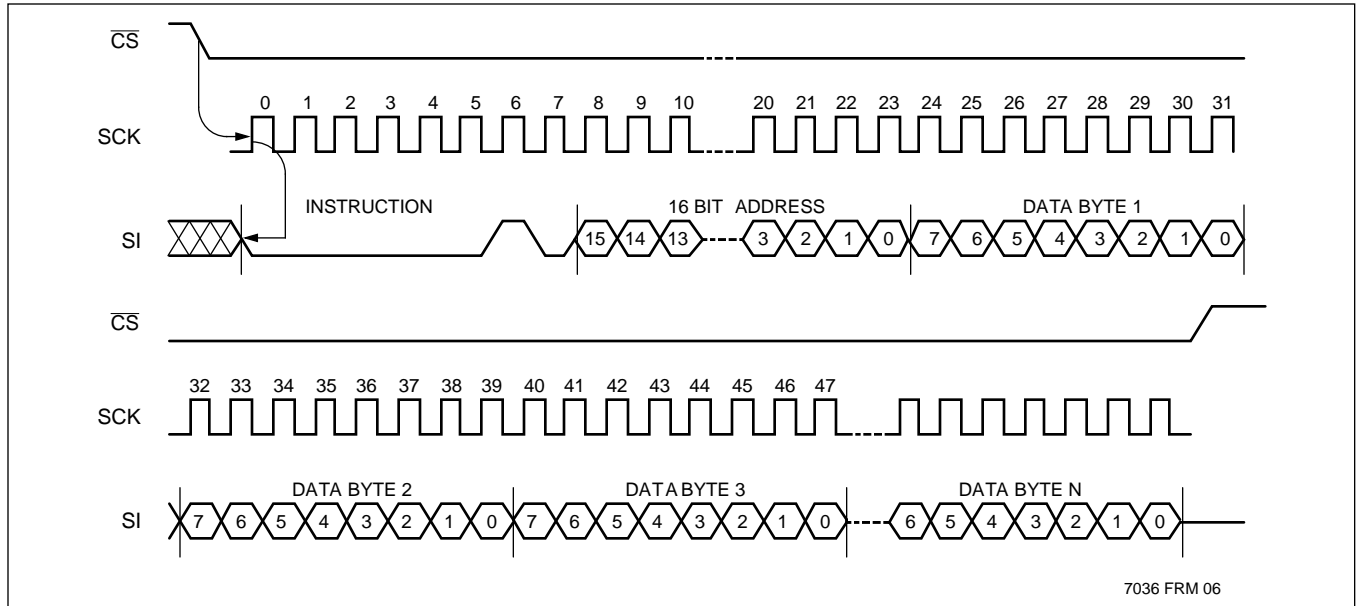 CS
0 1 2 3 4 5 6 7 8 9 10 20 21 22 23 24 25 26 27 28 29 30 31
SCK
INSTRUCTION 16 BIT ADDRESS DATA BYTE 1
SI 15 14 13 3 2 1 0 7 6 5 4 3 2 1 0
CS
32 33 34 35 36 37 38 39 40 41 42 43 44 45 46 47
SCK
DATA BYTE 2 DATA BYTE 3 DATA BYTE N
SI 7 6 5 4 3 2 1 0 7 6 5 4 3 2 1 0 6 5 4 3 2 1 0
7036 FRM 06